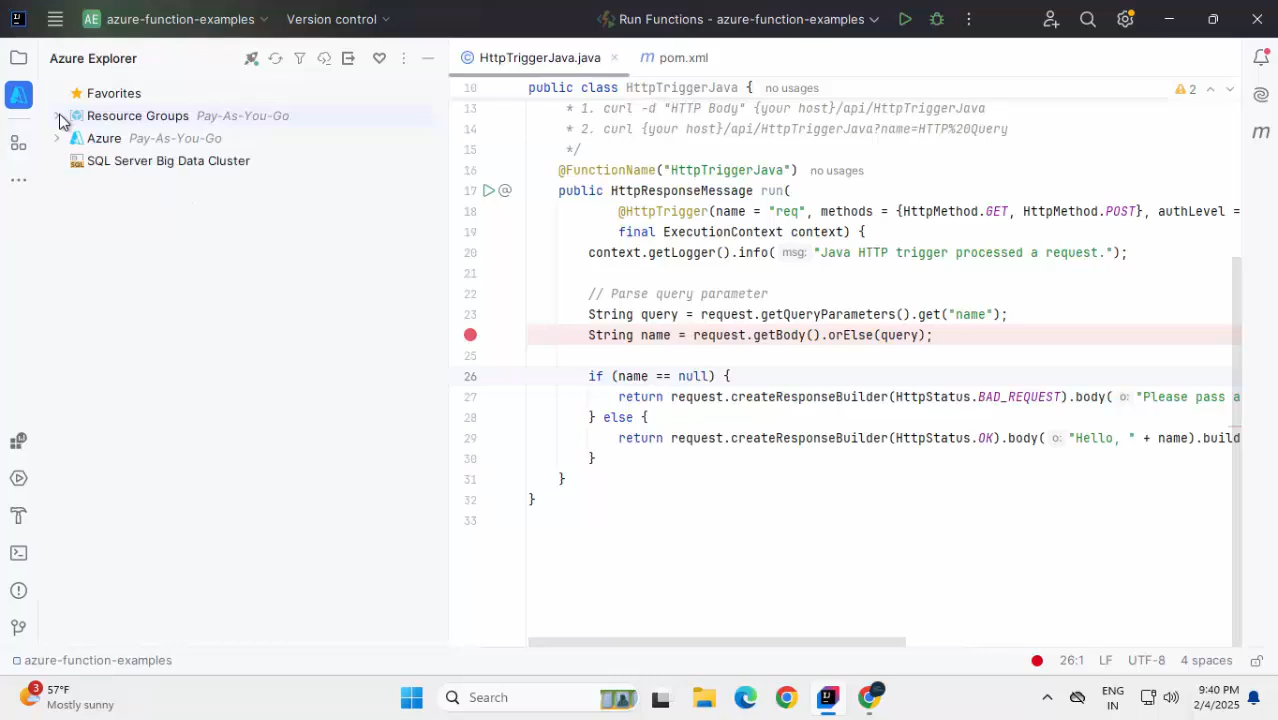 AE azure-function-examples Version control Run Functions - azure-function-examples
Azure Explorer
HttpTriggerJava.java pom.xml
Favorites
Resource Groups Pay-As-You-Go
Azure Pay-As-You-Go
SQL Server Big Data Cluster
10 public class HttpTriggerJava { no usages
2
13 * 1. curl -d "HTTP Body" {your host}/api/HttpTriggerJava
14 * 2. curl {your host}/api/HttpTriggerJava?name=HTTP%20Query
15 */
16 @FunctionName("HttpTriggerJava") no usages
17 public HttpResponseMessage run(
18 @HttpTrigger(name = "req", methods = {HttpMethod.GET, HttpMethod.POST}, authLevel =
19 final ExecutionContext context) {
20 context.getLogger().info( msg: "Java HTTP trigger processed a request.");
21
22 // Parse query parameter
23 String query = request.getQueryParameters().get("name");
String name = request.getBody().orElse(query);
25
26 if (name == null) {
27 return request.createResponseBuilder(HttpStatus.BAD_REQUEST).body( o: "Please pass a
28 } else {
29 return request.createResponseBuilder(HttpStatus.OK).body( o: "Hello, " + name).build
30 }
31 }
32 }
33
azure-function-examples 26:1 LF UTF-8 4 spaces
3 57°F
Mostly sunny
Search
ENG
IN
9:40 PM
2/4/2025